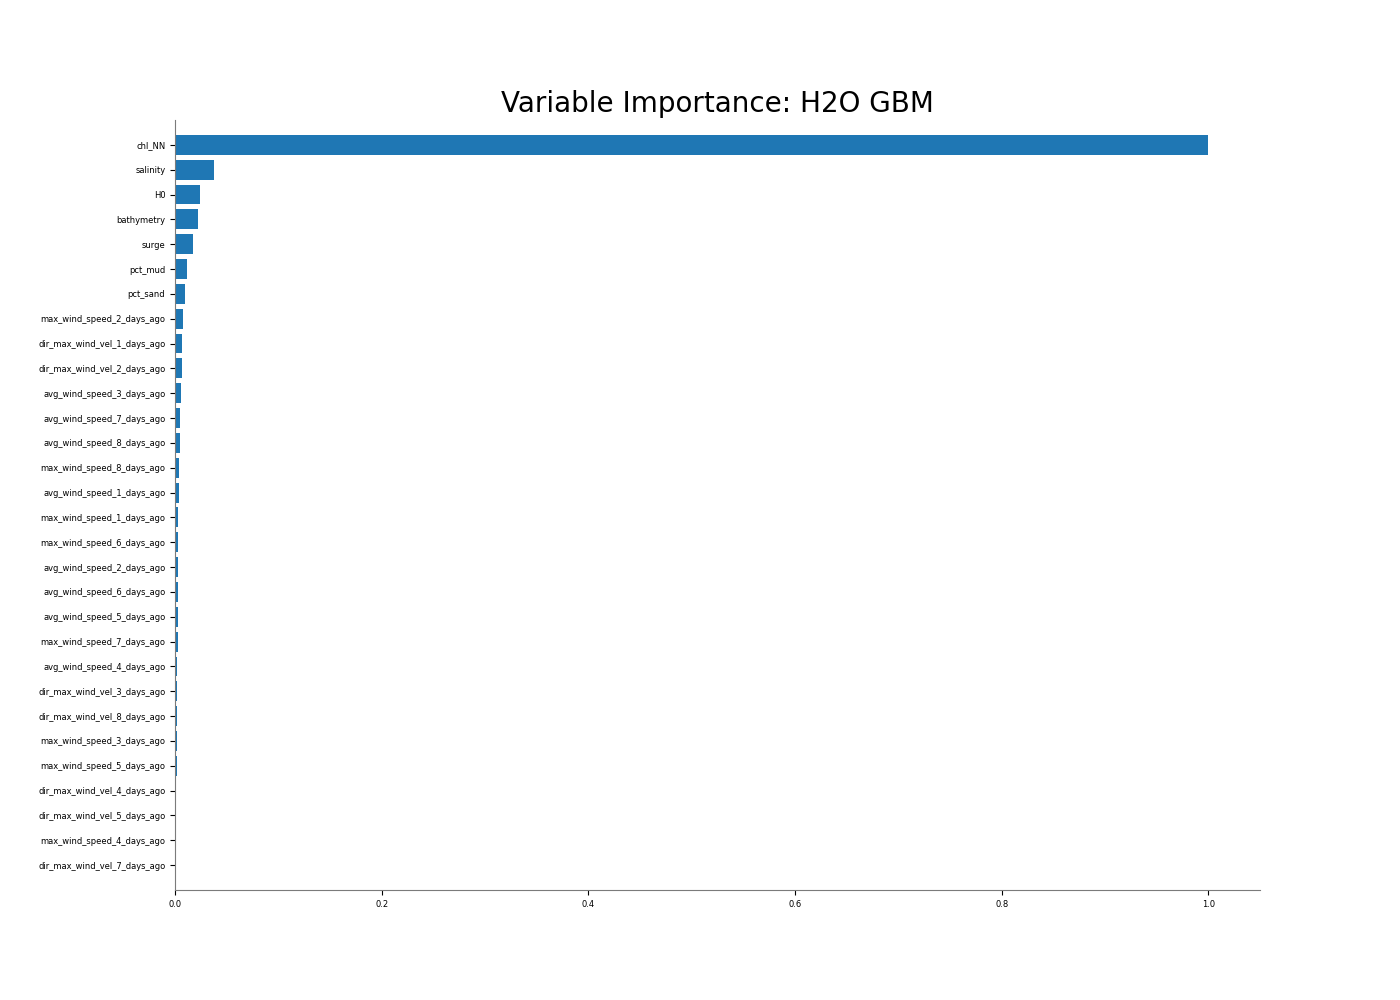 Variable Importance: H2O GBM
chl_NN
salinity
H0
bathymetry
surge
pct_mud
pct_sand
max_wind_speed_2_days_ago
dir_max_wind_vel_1_days_ago
dir_max_wind_vel_2_days_ago
avg_wind_speed_3_days_ago
avg_wind_speed_7_days_ago
avg_wind_speed_8_days_ago
max_wind_speed_8_days_ago
avg_wind_speed_1_days_ago
max_wind_speed_1_days_ago
max_wind_speed_6_days_ago
avg_wind_speed_2_days_ago
avg_wind_speed_6_days_ago
avg_wind_speed_5_days_ago
max_wind_speed_7_days_ago
avg_wind_speed_4_days_ago
dir_max_wind_vel_3_days_ago
dir_max_wind_vel_8_days_ago
max_wind_speed_3_days_ago
max_wind_speed_5_days_ago
dir_max_wind_vel_4_days_ago
dir_max_wind_vel_5_days_ago
max_wind_speed_4_days_ago
dir_max_wind_vel_7_days_ago
0.0 0.2 0.4 0.6 0.8 1.0